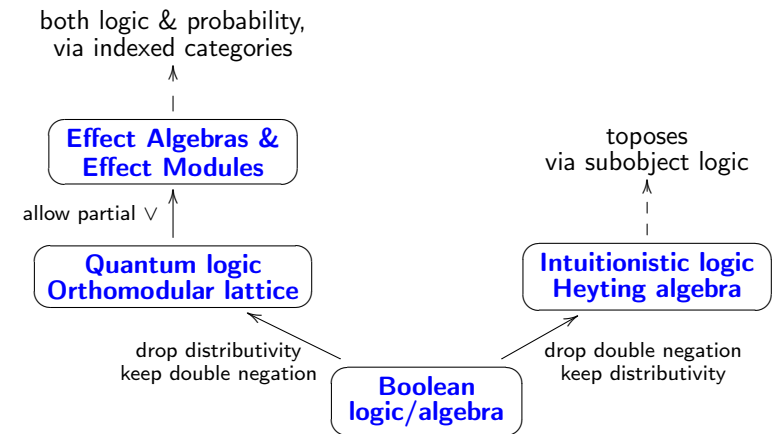 both logic & probability,
via indexed categories
Effect Algebras &
Effect Modules
toposes
via subobject logic
allow partial ∨
Quantum logic
Orthomodular lattice
Intuitionistic logic
Heyting algebra
drop distributivity
keep double negation
drop double negation
keep distributivity
Boolean
logic/algebra